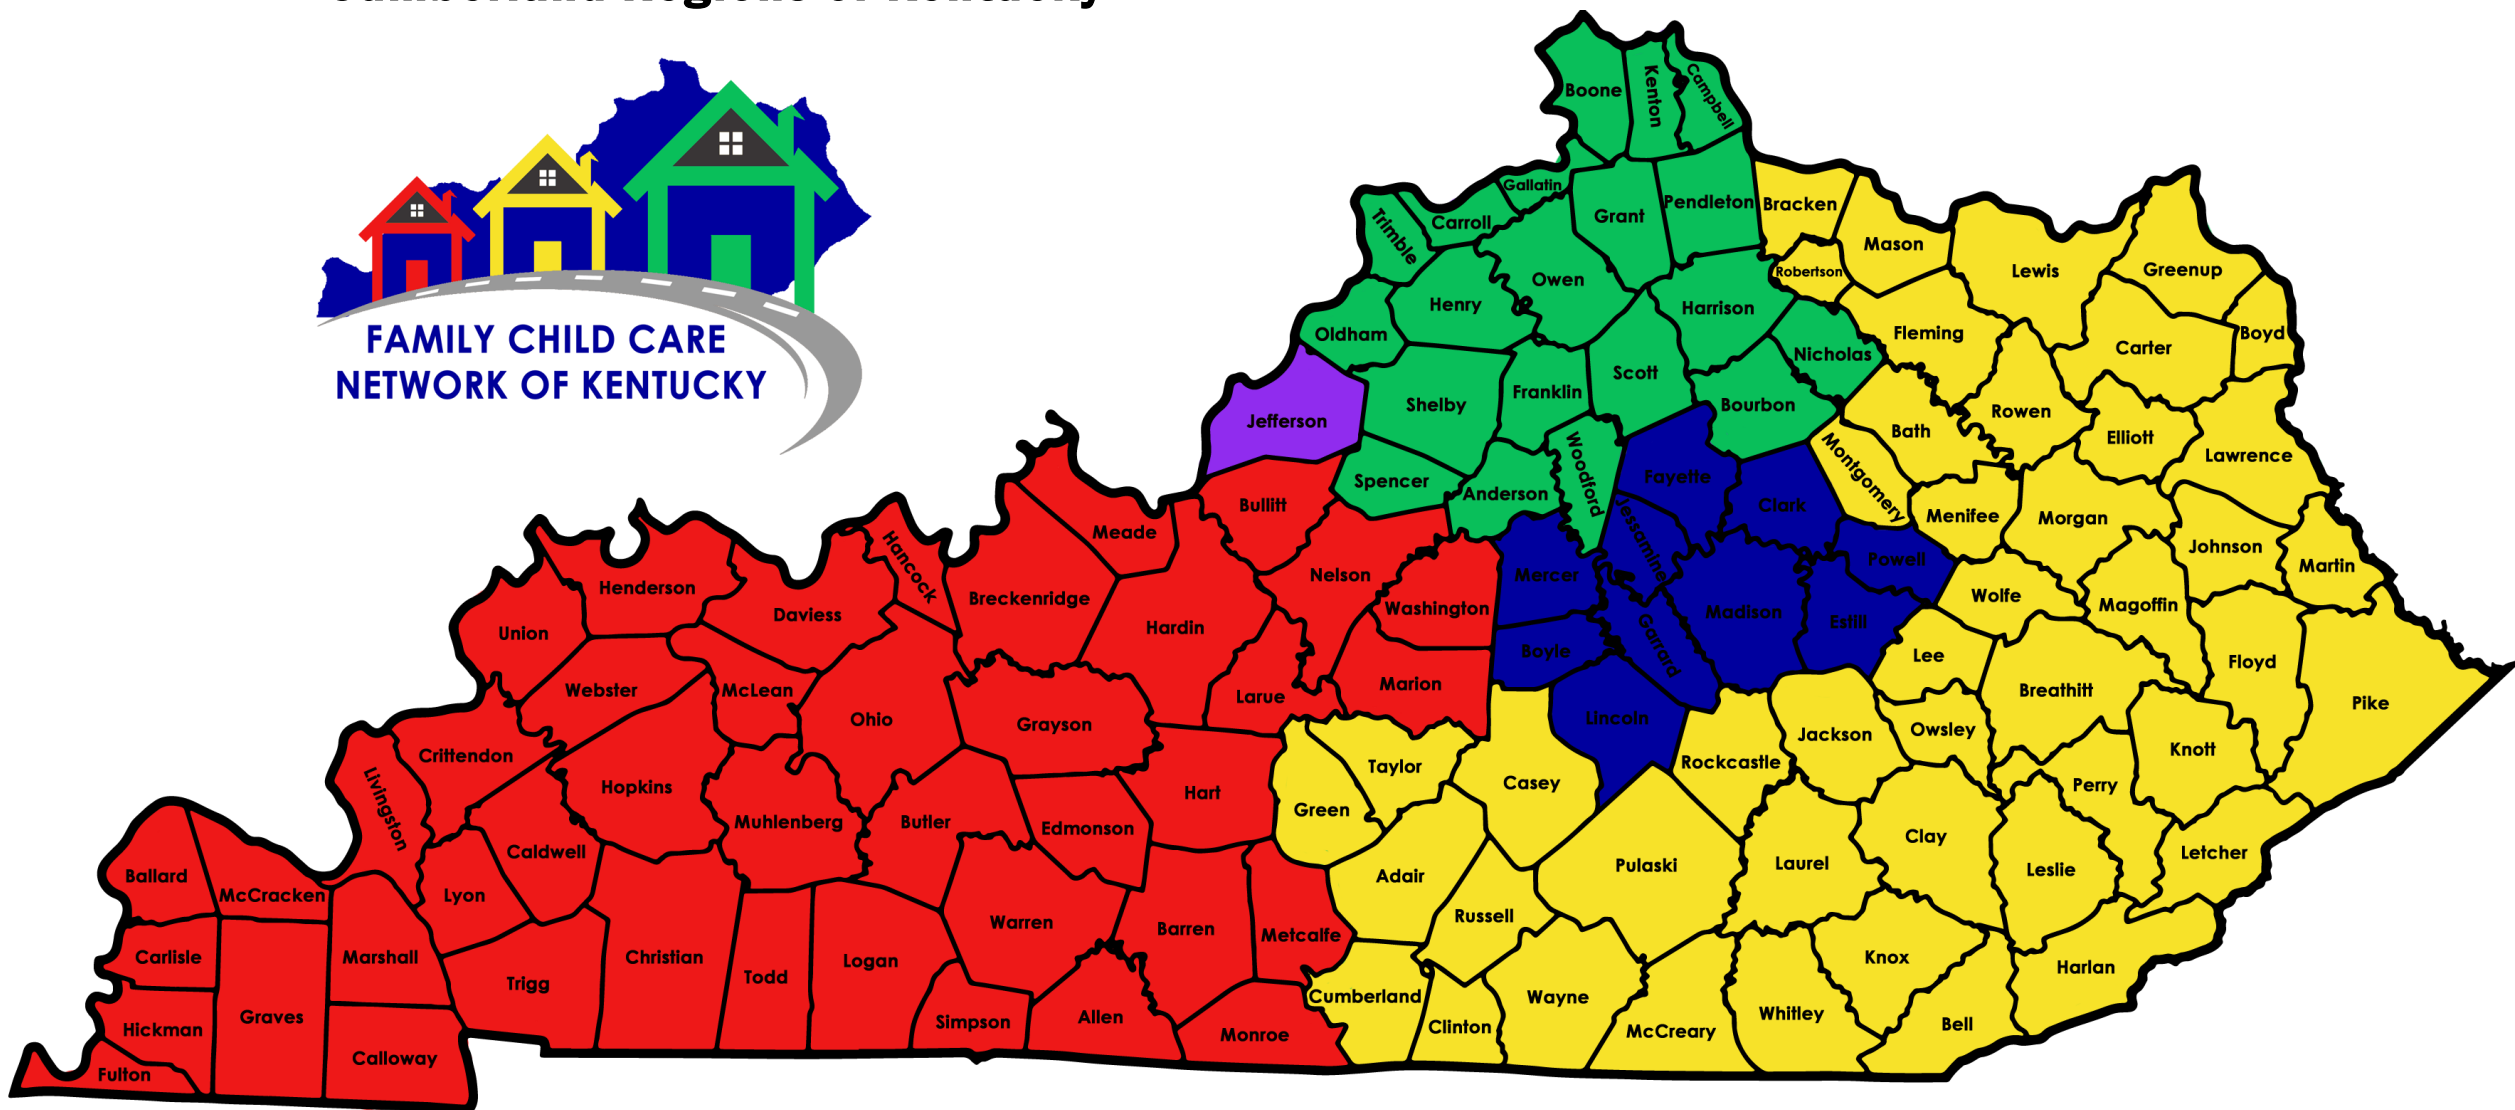 FAMILY CHILD CARE
NETWORK OF KENTUCKY
Boone
Kenton
Campbell
Gallatin
Carroll
Trimble
Grant
Pendleton
Owen
Henry
Oldham
Harrison
Nicholas
Shelby
Franklin
Scott
Bourbon
Spencer
Anderson
Woodford
Jefferson
Bracken
Mason
Robertson
Lewis
Greenup
Fleming
Carter
Boyd
Rowen
Bath
Elliott
Lawrence
Montgomery
Menifee
Morgan
Johnson
Martin
Wolfe
Magoffin
Lee
Breathitt
Floyd
Pike
Jackson
Owsley
Knott
Perry
Rockcastle
Casey
Taylor
Green
Clay
Leslie
Letcher
Laurel
Pulaski
Adair
Russell
Knox
Harlan
Cumberland
Clinton
Wayne
McCreary
Whitley
Bell
Fayette
Clark
Jessamine
Powell
Mercer
Madison
Estill
Boyle
Garrard
Lincoln
Bullitt
Meade
Hancock
Nelson
Breckenridge
Washington
Hardin
Henderson
Daviess
Union
Marion
Larue
Webster
McLean
Ohio
Grayson
Crittendon
Livingston
Hopkins
Hart
Muhlenberg
Butler
Edmonson
Caldwell
Ballard
McCracken
Lyon
Warren
Barren
Metcalfe
Carlisle
Marshall
Christian
Logan
Todd
Trigg
Graves
Hickman
Simpson
Allen
Monroe
Calloway
Fulton